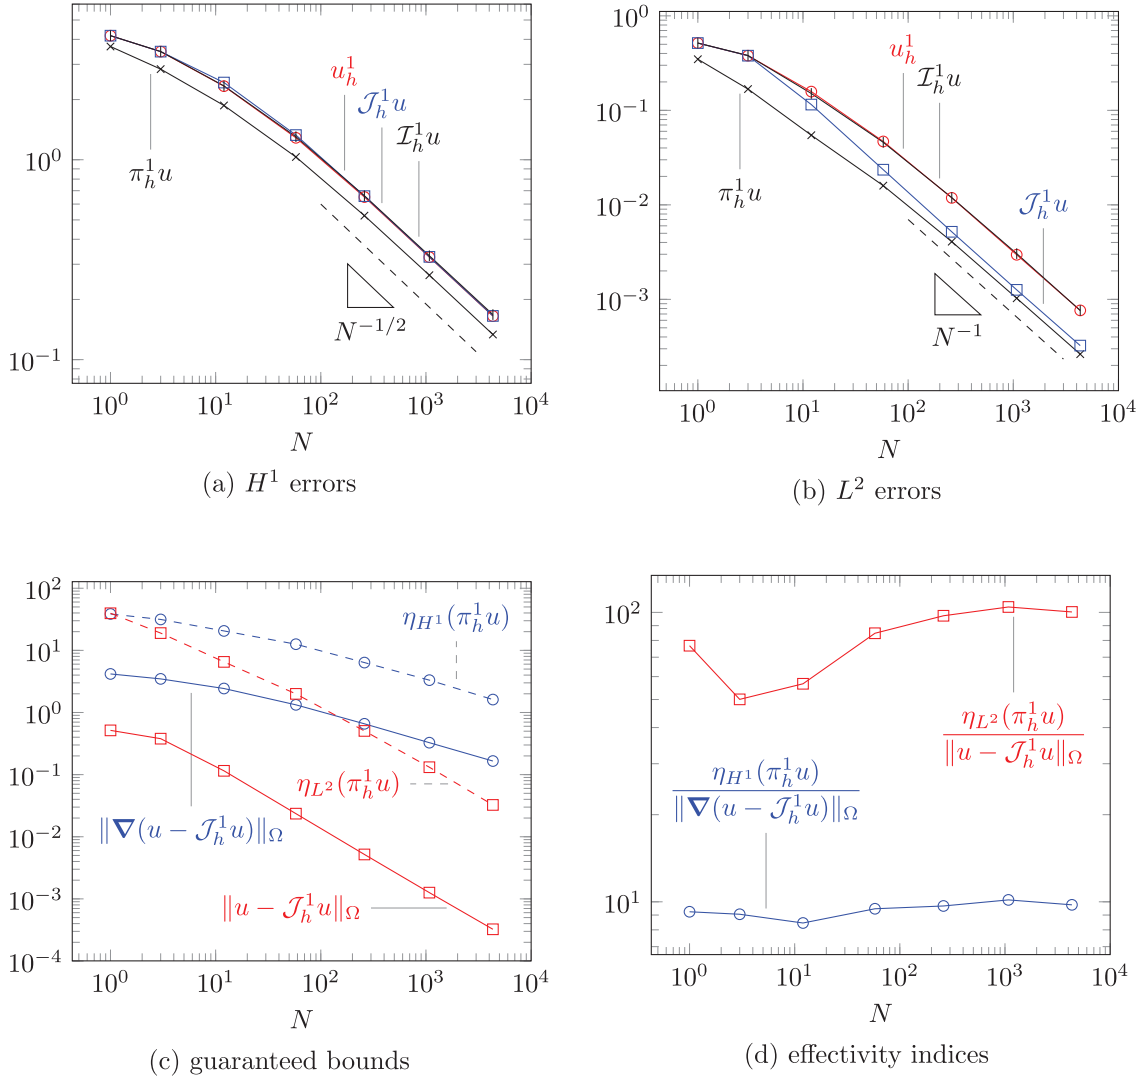 10^0
10^{-1}
u_h^1
𝒥_h^1 u
ℐ_h^1 u
π_h^1 u
N^{-1/2}
10^0 10^1 10^2 10^3 10^4
N
(a) H^1 errors
10^0
10^{-1}
10^{-2}
10^{-3}
u_h^1
ℐ_h^1 u
π_h^1 u
𝒥_h^1 u
N^{-1}
10^0 10^1 10^2 10^3 10^4
N
(b) L^2 errors
10^2
10^1
10^0
10^{-1}
10^{-2}
10^{-3}
10^{-4}
η_{H^1}(π_h^1 u)
η_{L^2}(π_h^1 u)
‖∇(u − 𝒥_h^1 u)‖_Ω
‖u − 𝒥_h^1 u‖_Ω
10^0 10^1 10^2 10^3 10^4
N
(c) guaranteed bounds
10^2
10^1
η_{L^2}(π_h^1 u)
‖u − 𝒥_h^1 u‖_Ω
η_{H^1}(π_h^1 u)
‖∇(u − 𝒥_h^1 u)‖_Ω
10^0 10^1 10^2 10^3 10^4
N
(d) effectivity indices